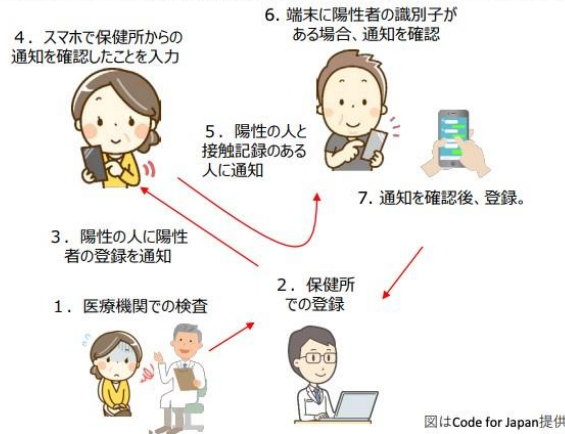 4．スマホで保健所からの
通知を確認したことを入力
6. 端末に陽性者の識別子が
ある場合、通知を確認
5．陽性の人と
接触記録のある
人に通知
7. 通知を確認後、登録。
3．陽性の人に陽性
者の登録を通知
2．保健所
での登録
1．医療機関での検査
図はCode for Japan提供